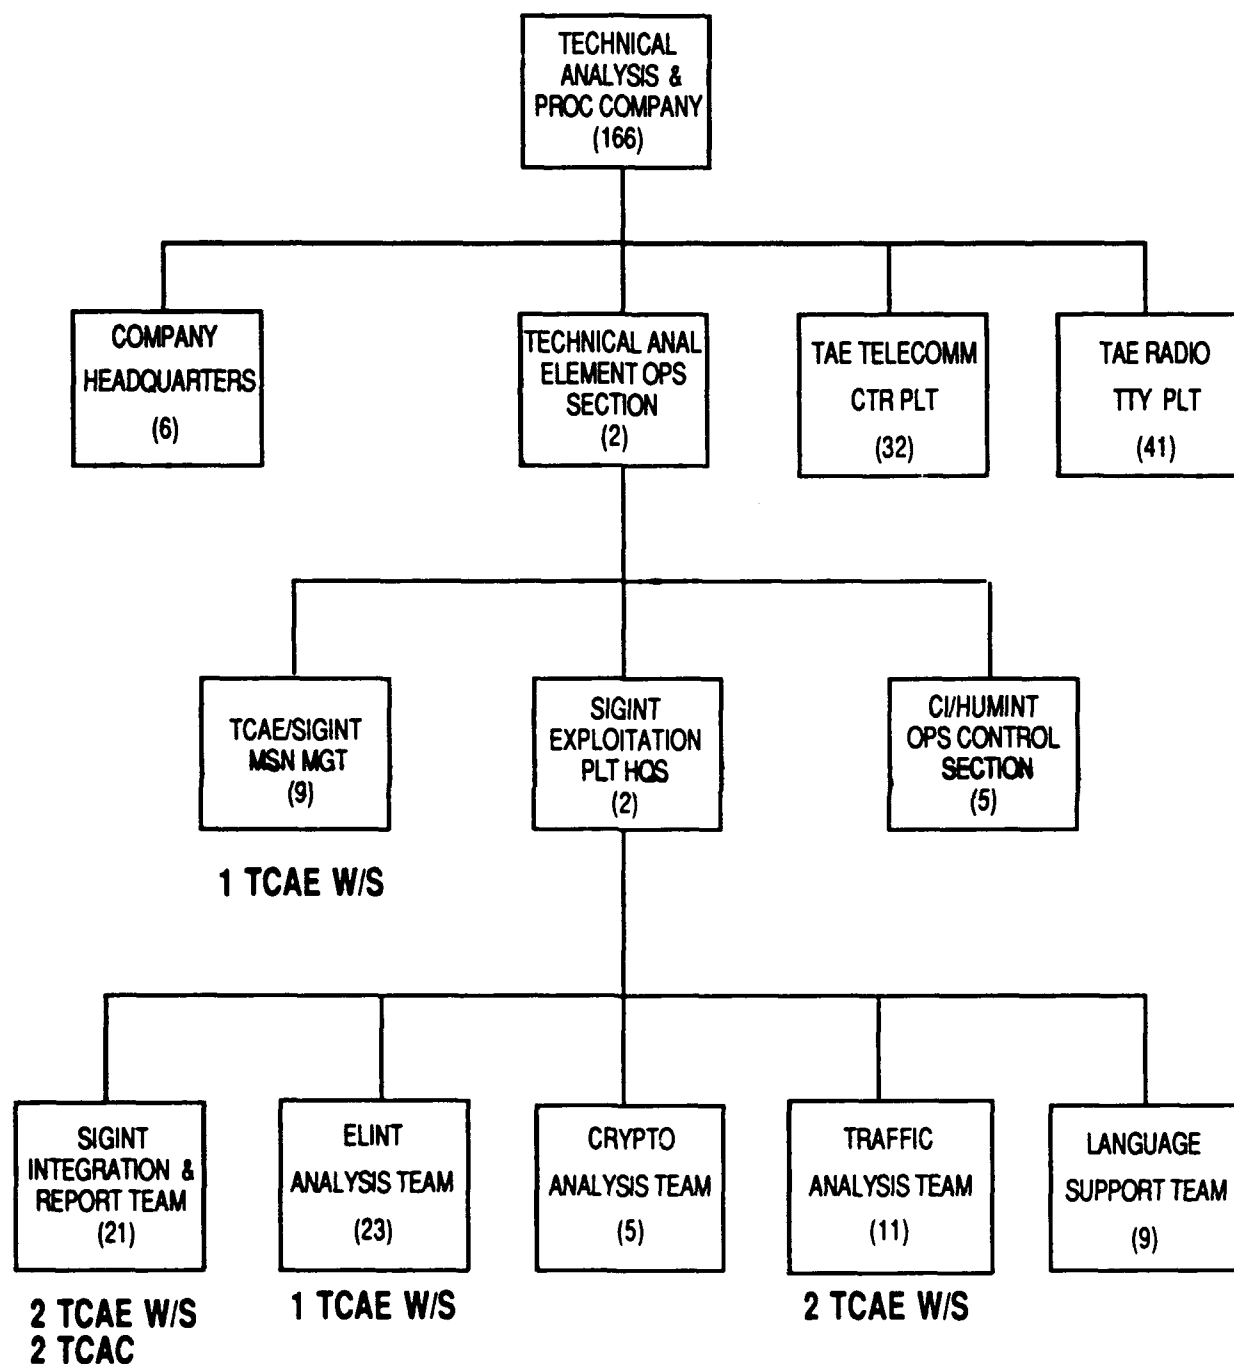 TECHNICAL
ANALYSIS &
PROC COMPANY
(166)
COMPANY
HEADQUARTERS
(6)
TECHNICAL ANAL
ELEMENT OPS
SECTION
(2)
TAE TELECOMM
CTR PLT
(32)
TAE RADIO
TTY PLT
(41)
TCAE/SIGINT
MSN MGT
(9)
1 TCAE W/S
SIGINT
EXPLOITATION
PLT HQS
(2)
CI/HUMINT
OPS CONTROL
SECTION
(5)
SIGINT
INTEGRATION &
REPORT TEAM
(21)
2 TCAE W/S
2 TCAC
ELINT
ANALYSIS TEAM
(23)
1 TCAE W/S
CRYPTO
ANALYSIS TEAM
(5)
TRAFFIC
ANALYSIS TEAM
(11)
2 TCAE W/S
LANGUAGE
SUPPORT TEAM
(9)